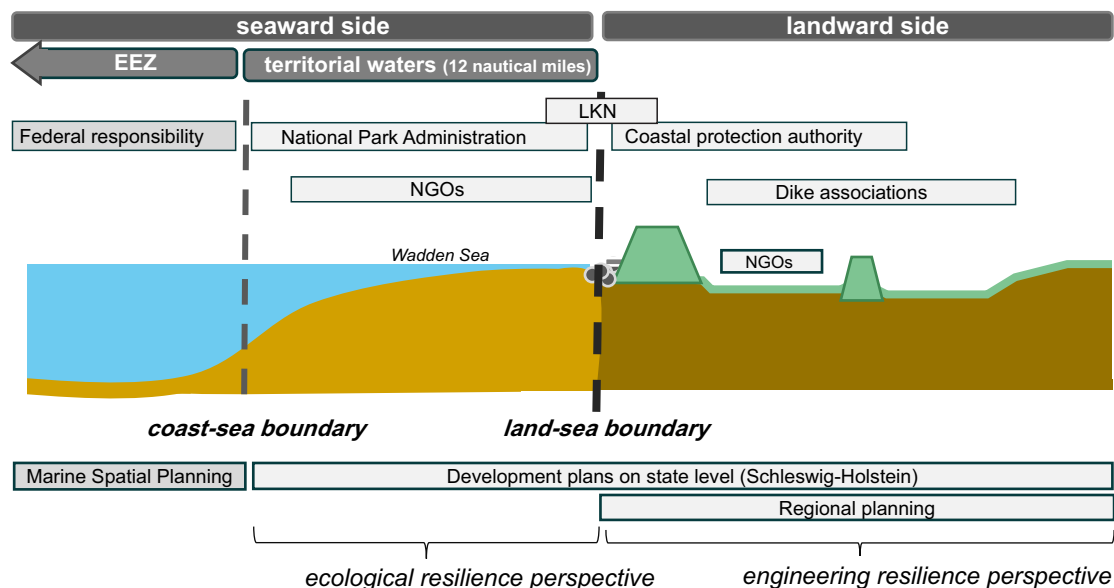 seaward side
landward side
EEZ
territorial waters (12 nautical miles)
LKN
Federal responsibility
National Park Administration
Coastal protection authority
NGOs
Dike associations
Wadden Sea
NGOs
coast-sea boundary
land-sea boundary
Marine Spatial Planning
Development plans on state level (Schleswig-Holstein)
Regional planning
ecological resilience perspective
engineering resilience perspective